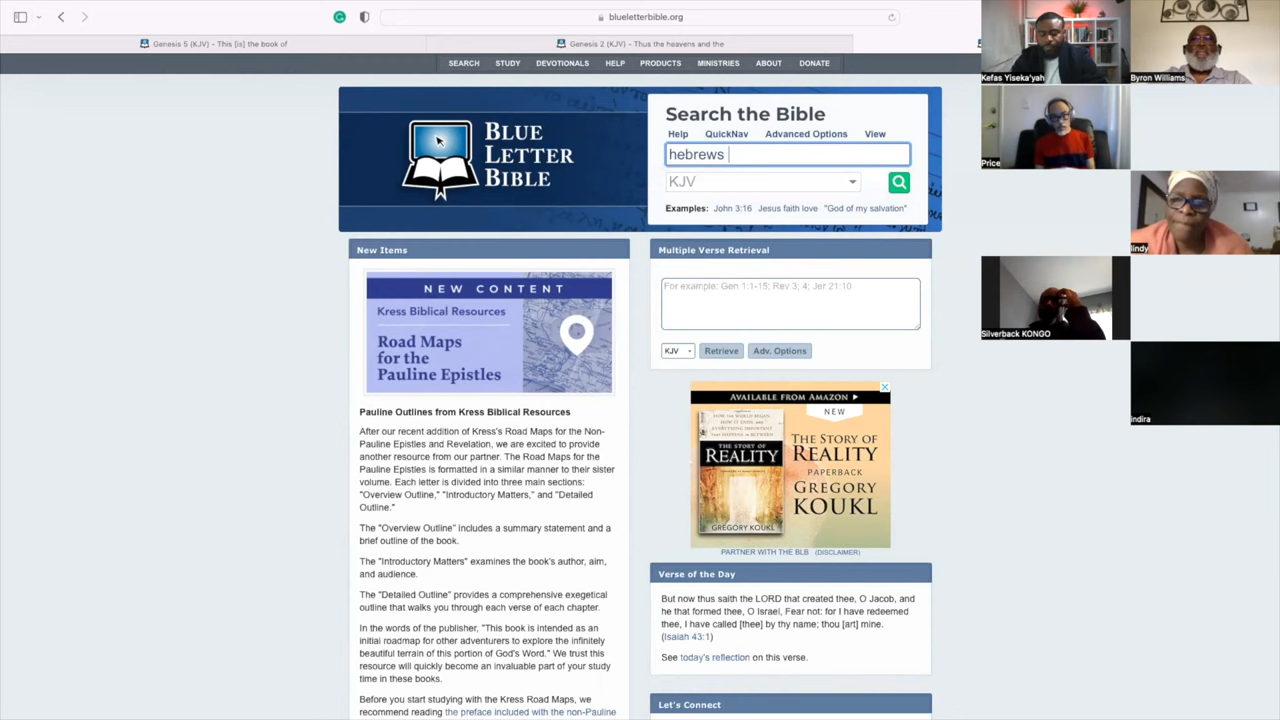 blueletterbible.org
Genesis 5 (KJV) - This [is] the book of
Genesis 2 (KJV) - Thus the heavens and the
SEARCH STUDY DEVOTIONALS HELP PRODUCTS MINISTRIES ABOUT DONATE
BLUE
LETTER
BIBLE
Search the Bible
Help QuickNav Advanced Options View
hebrews
KJV
Examples: John 3:16 Jesus faith love "God of my salvation"
New Items
NEW CONTENT
Kress Biblical Resources
Road Maps
for the
Pauline Epistles
Pauline Outlines from Kress Biblical Resources
After our recent addition of Kress's Road Maps for the Non-
Pauline Epistles and Revelation, we are excited to provide
another resource from our partner. The Road Maps for the
Pauline Epistles is formatted in a similar manner to their sister
volume. Each letter is divided into three main sections:
"Overview Outline," "Introductory Matters," and "Detailed
Outline."
The "Overview Outline" includes a summary statement and a
brief outline of the book.
The "Introductory Matters" examines the book's author, aim,
and audience.
The "Detailed Outline" provides a comprehensive exegetical
outline that walks you through each verse of each chapter.
In the words of the publisher, "This book is intended as an
initial roadmap for other adventurers to explore the infinitely
beautiful terrain of this portion of God's Word." We trust this
resource will quickly become an invaluable part of your study
time in these books.
Before you start studying with the Kress Road Maps, we
recommend reading the preface included with the non-Pauline
Multiple Verse Retrieval
For example: Gen 1:1-15; Rev 3; 4; Jer 21:10
KJV Retrieve Adv. Options
AVAILABLE FROM AMAZON
NEW
HOW THE WORLD BEGAN,
HOW IT ENDS, AND
EVERYTHING IMPORTANT
THAT HAPPENS IN BETWEEN
THE STORY OF
REALITY
GREGORY KOUKL
THE STORY OF
REALITY
PAPERBACK
GREGORY
KOUKL
PARTNER WITH THE BLB (DISCLAIMER)
Verse of the Day
But now thus saith the LORD that created thee, O Jacob, and
he that formed thee, O Israel, Fear not: for I have redeemed
thee, I have called [thee] by thy name; thou [art] mine.
(Isaiah 43:1)
See today's reflection on this verse.
Let's Connect
Kefas Yiseka'yah
Byron Williams
Price
lindy
Silverback KONGO
indira